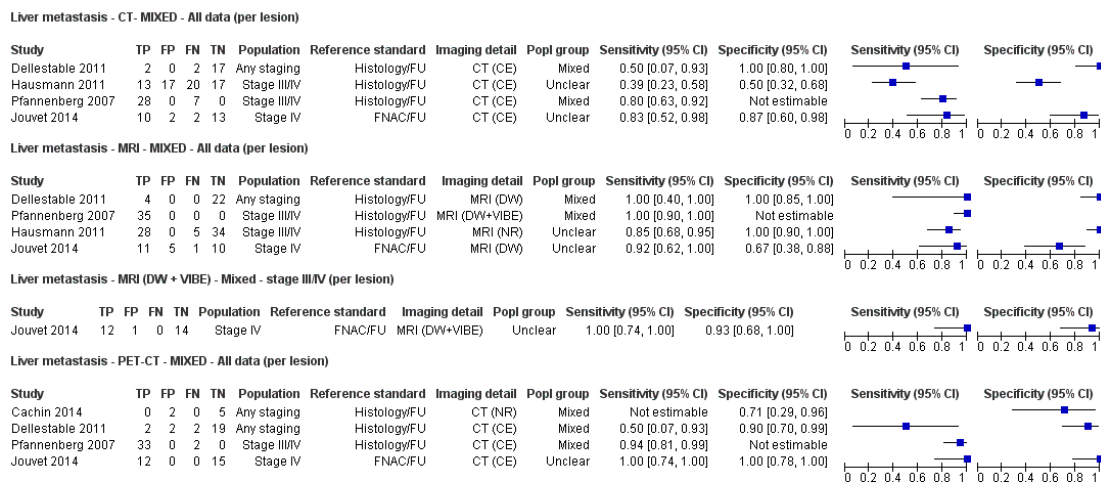 Liver metastasis - CT- MIXED - All data (per lesion)
Study TP FP FN TN Population Reference standard Imaging detail Popl group Sensitivity (95% CI) Specificity (95% CI) Sensitivity (95% CI) Specificity (95% CI)
Dellestable 2011 2 0 2 17 Any staging Histology/FU CT (CE) Mixed 0.50 [0.07, 0.93] 1.00 [0.80, 1.00]
Hausmann 2011 13 17 20 17 Stage III/IV Histology/FU CT (CE) Unclear 0.39 [0.23, 0.58] 0.50 [0.32, 0.68]
Pfannenberg 2007 28 0 7 0 Stage III/IV Histology/FU CT (CE) Mixed 0.80 [0.63, 0.92] Not estimable
Jouvet 2014 10 2 2 13 Stage IV FNAC/FU CT (CE) Unclear 0.83 [0.52, 0.98] 0.87 [0.60, 0.98]
0 0.2 0.4 0.6 0.8 1 0 0.2 0.4 0.6 0.8 1
Liver metastasis - MRI - MIXED - All data (per lesion)
Study TP FP FN TN Population Reference standard Imaging detail Popl group Sensitivity (95% CI) Specificity (95% CI) Sensitivity (95% CI) Specificity (95% CI)
Dellestable 2011 4 0 0 22 Any staging Histology/FU MRI (DW) Mixed 1.00 [0.40, 1.00] 1.00 [0.85, 1.00]
Pfannenberg 2007 35 0 0 0 Stage III/IV Histology/FU MRI (DW+VIBE) Mixed 1.00 [0.90, 1.00] Not estimable
Hausmann 2011 28 0 5 34 Stage III/IV Histology/FU MRI (NR) Unclear 0.85 [0.68, 0.95] 1.00 [0.90, 1.00]
Jouvet 2014 11 5 1 10 Stage IV FNAC/FU MRI (DW) Unclear 0.92 [0.62, 1.00] 0.67 [0.38, 0.88]
0 0.2 0.4 0.6 0.8 1 0 0.2 0.4 0.6 0.8 1
Liver metastasis - MRI (DW + VIBE) - Mixed - stage III/IV (per lesion)
Study TP FP FN TN Population Reference standard Imaging detail Popl group Sensitivity (95% CI) Specificity (95% CI) Sensitivity (95% CI) Specificity (95% CI)
Jouvet 2014 12 1 0 14 Stage IV FNAC/FU MRI (DW+VIBE) Unclear 1.00 [0.74, 1.00] 0.93 [0.68, 1.00]
0 0.2 0.4 0.6 0.8 1 0 0.2 0.4 0.6 0.8 1
Liver metastasis - PET-CT - MIXED - All data (per lesion)
Study TP FP FN TN Population Reference standard Imaging detail Popl group Sensitivity (95% CI) Specificity (95% CI) Sensitivity (95% CI) Specificity (95% CI)
Cachin 2014 0 2 0 5 Any staging Histology/FU CT (NR) Mixed Not estimable 0.71 [0.29, 0.96]
Dellestable 2011 2 2 2 19 Any staging Histology/FU CT (CE) Mixed 0.50 [0.07, 0.93] 0.90 [0.70, 0.99]
Pfannenberg 2007 33 0 2 0 Stage III/IV Histology/FU CT (CE) Mixed 0.94 [0.81, 0.99] Not estimable
Jouvet 2014 12 0 0 15 Stage IV FNAC/FU CT (CE) Unclear 1.00 [0.74, 1.00] 1.00 [0.78, 1.00]
0 0.2 0.4 0.6 0.8 1 0 0.2 0.4 0.6 0.8 1